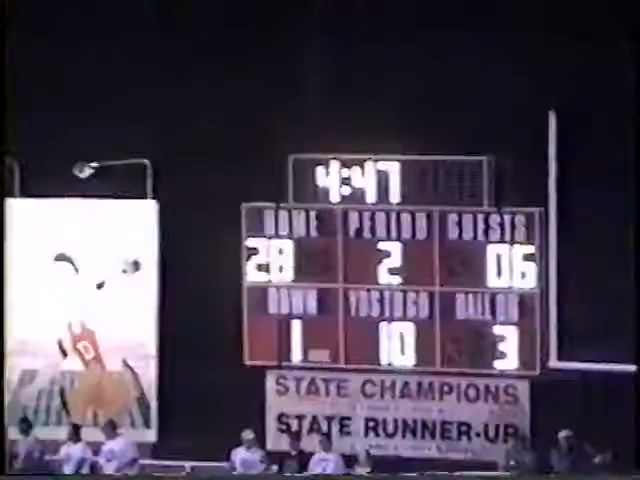 4:47
HOME PERIOD GUESTS
28 2 06
DOWN YDS TO GO BALL ON
1 10 3
STATE CHAMPIONS
STATE RUNNER-UP